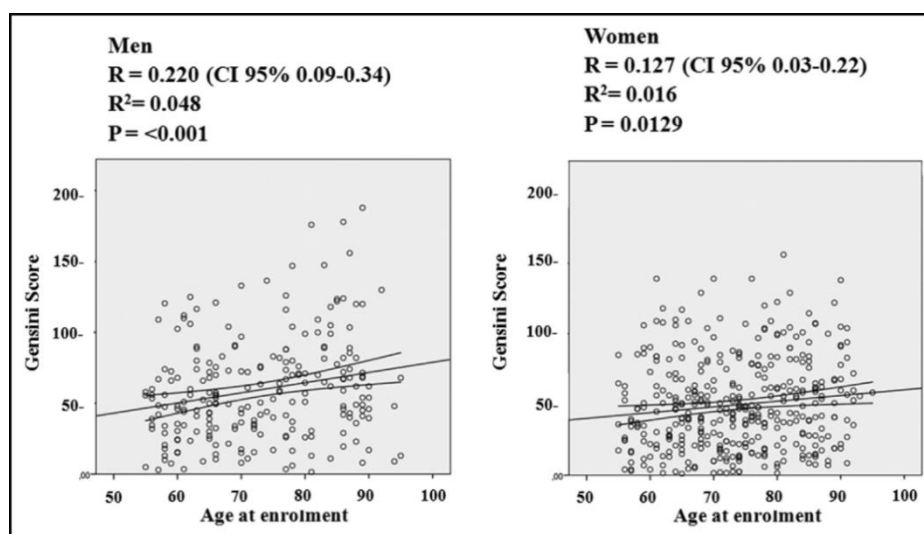 Men
R = 0.220 (CI 95% 0.09-0.34)
R²= 0.048
P = <0.001
200-
150-
100-
50-
,00-
Gensini Score
50 60 70 80 90 100
Age at enrolment
Women
R = 0.127 (CI 95% 0.03-0.22)
R²= 0.016
P = 0.0129
200-
150-
100-
50-
,00-
Gensini Score
50 60 70 80 90 100
Age at enrolment